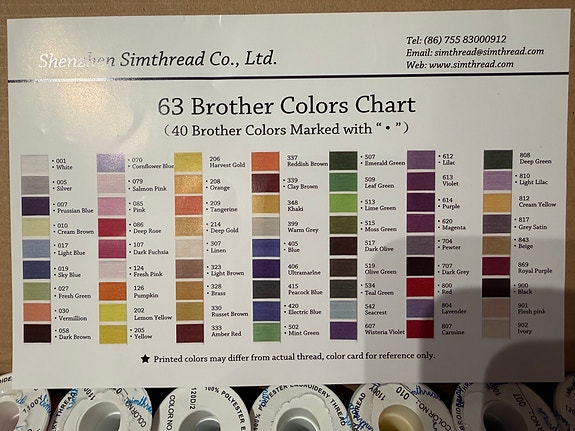 Shenzhen Simthread Co., Ltd.
Tel: (86) 755 83000912
Email: simthread@simthread.com
Web: www.simthread.com
63 Brother Colors Chart
(40 Brother Colors Marked with “ • ”)
• 001
White
• 005
Silver
• 007
Prussian Blue
• 010
Cream Brown
• 017
Light Blue
• 019
Sky Blue
• 027
Fresh Green
• 030
Vermillion
• 058
Dark Brown
• 070
Cornflower Blue
• 079
Salmon Pink
• 085
Pink
• 086
Deep Rose
• 107
Dark Fuchsia
• 124
Fresh Pink
126
Pumpkin
202
Lemon Yellow
• 205
Yellow
206
Harvest Gold
• 208
Orange
• 209
Tangerine
• 214
Deep Gold
• 307
Linen
• 323
Light Brown
• 328
Brass
330
Russet Brown
333
Amber Red
337
Reddish Brown
• 339
Clay Brown
348
Khaki
399
Warm Grey
• 405
Blue
• 406
Ultramarine
415
Peacock Blue
• 420
Electric Blue
• 502
Mint Green
• 507
Emerald Green
• 509
Leaf Green
• 513
Lime Green
• 515
Moss Green
517
Dark Olive
519
Olive Green
• 534
Teal Green
542
Seacrest
607
Wisteria Violet
• 612
Lilac
• 613
Violet
• 614
Purple
• 620
Magenta
• 704
Pewter
• 707
Dark Grey
• 800
Red
804
Lavender
807
Carmine
808
Deep Green
• 810
Light Lilac
• 812
Cream Yellow
• 817
Grey Satin
• 843
Beige
869
Royal Purple
• 900
Black
901
Flesh pink
902
Ivory
★ Printed colors may differ from actual thread, color card for reference only.